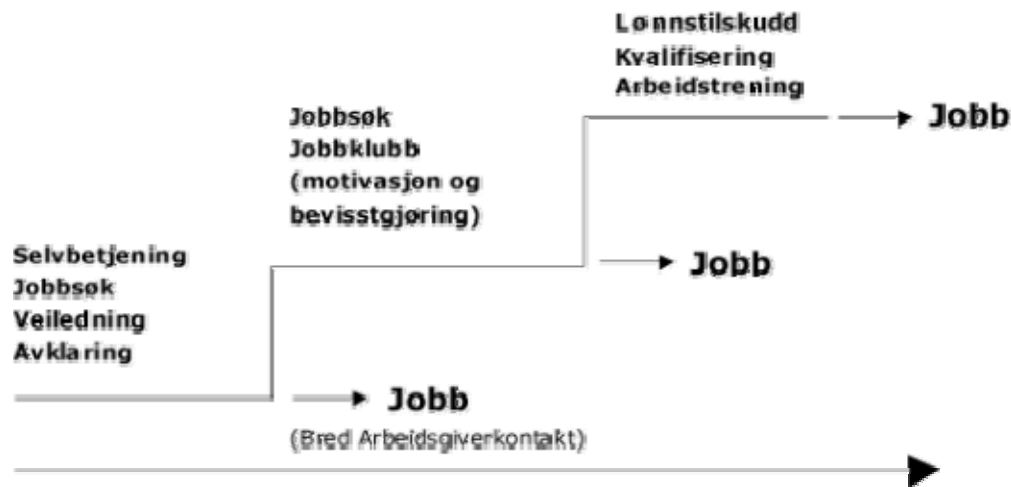 Lønnstilskudd
Kvalifisering
Arbeidstrening
Jobb
Jobbsøk
Jobbklubb
(motivasjon og
bevisstgjøring)
Jobb
Selvbetjening
Jobbsøk
Veiledning
Avklaring
Jobb
(Bred Arbeidsgiverkontakt)